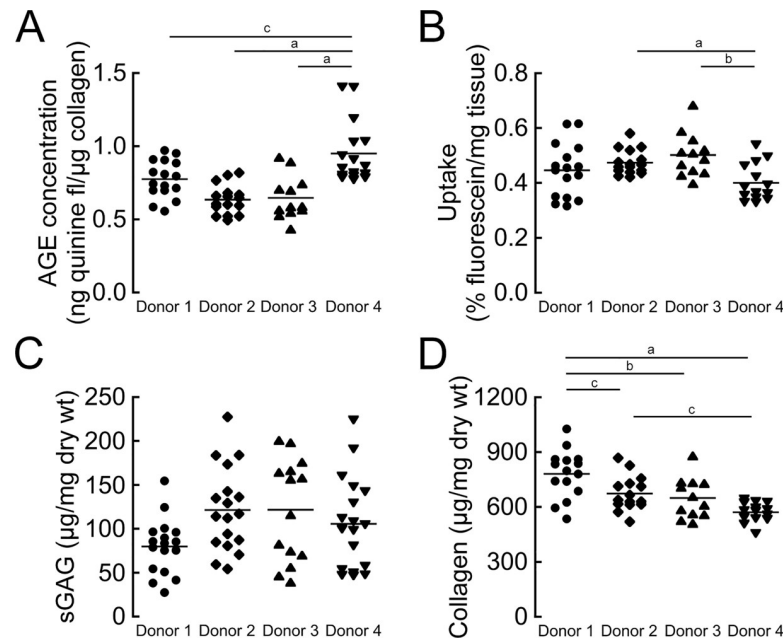 A
c
a
a
AGE concentration
(ng quinine fl/µg collagen)
1.5
1.0
0.5
0.0
Donor 1 Donor 2 Donor 3 Donor 4
B
a
b
Uptake
(% fluorescein/mg tissue)
0.8
0.6
0.4
0.2
0.0
Donor 1 Donor 2 Donor 3 Donor 4
C
sGAG (µg/mg dry wt)
250
200
150
100
50
0
Donor 1 Donor 2 Donor 3 Donor 4
D
a
b
c
c
Collagen (µg/mg dry wt)
1200
900
600
300
0
Donor 1 Donor 2 Donor 3 Donor 4